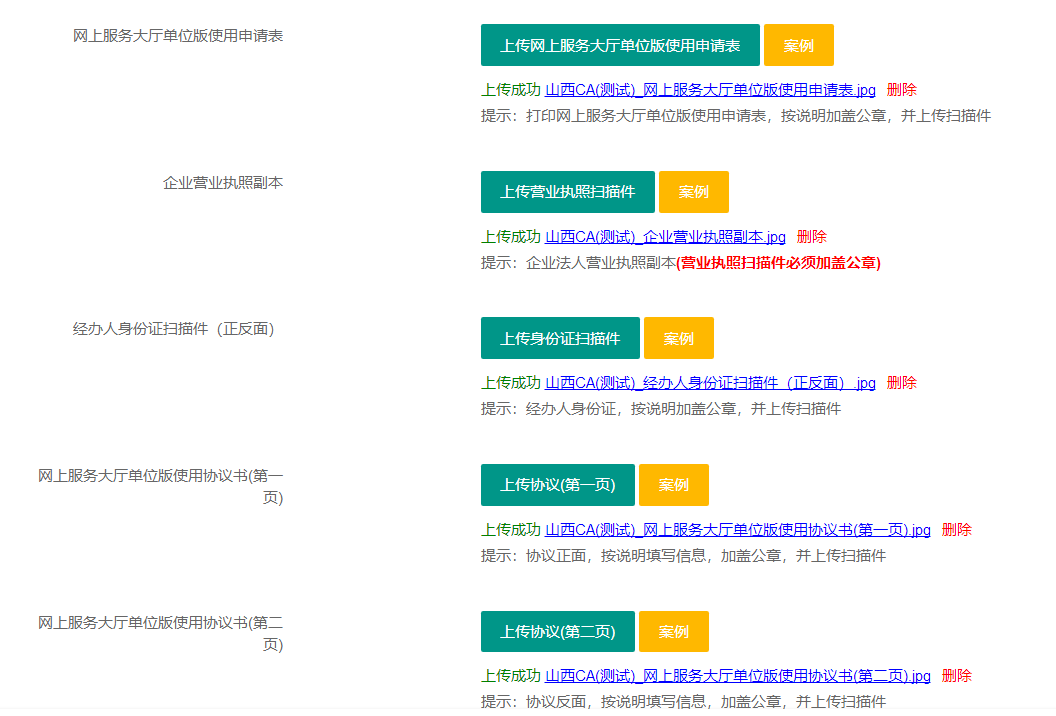 网上服务大厅单位版使用申请表
上传网上服务大厅单位版使用申请表 案例
上传成功 山西CA(测试)_网上服务大厅单位版使用申请表.jpg 删除
提示：打印网上服务大厅单位版使用申请表，按说明加盖公章，并上传扫描件
企业营业执照副本
上传营业执照扫描件 案例
上传成功 山西CA(测试)_企业营业执照副本.jpg 删除
提示：企业法人营业执照副本(营业执照扫描件必须加盖公章)
经办人身份证扫描件（正反面）
上传身份证扫描件 案例
上传成功 山西CA(测试)_经办人身份证扫描件（正反面）.jpg 删除
提示：经办人身份证，按说明加盖公章，并上传扫描件
网上服务大厅单位版使用协议书(第一
页)
上传协议(第一页) 案例
上传成功 山西CA(测试)_网上服务大厅单位版使用协议书(第一页).jpg 删除
提示：协议正面，按说明填写信息，加盖公章，并上传扫描件
网上服务大厅单位版使用协议书(第二
页)
上传协议(第二页) 案例
上传成功 山西CA(测试)_网上服务大厅单位版使用协议书(第二页).jpg 删除
提示：协议反面，按说明填写信息，加盖公章，并上传扫描件